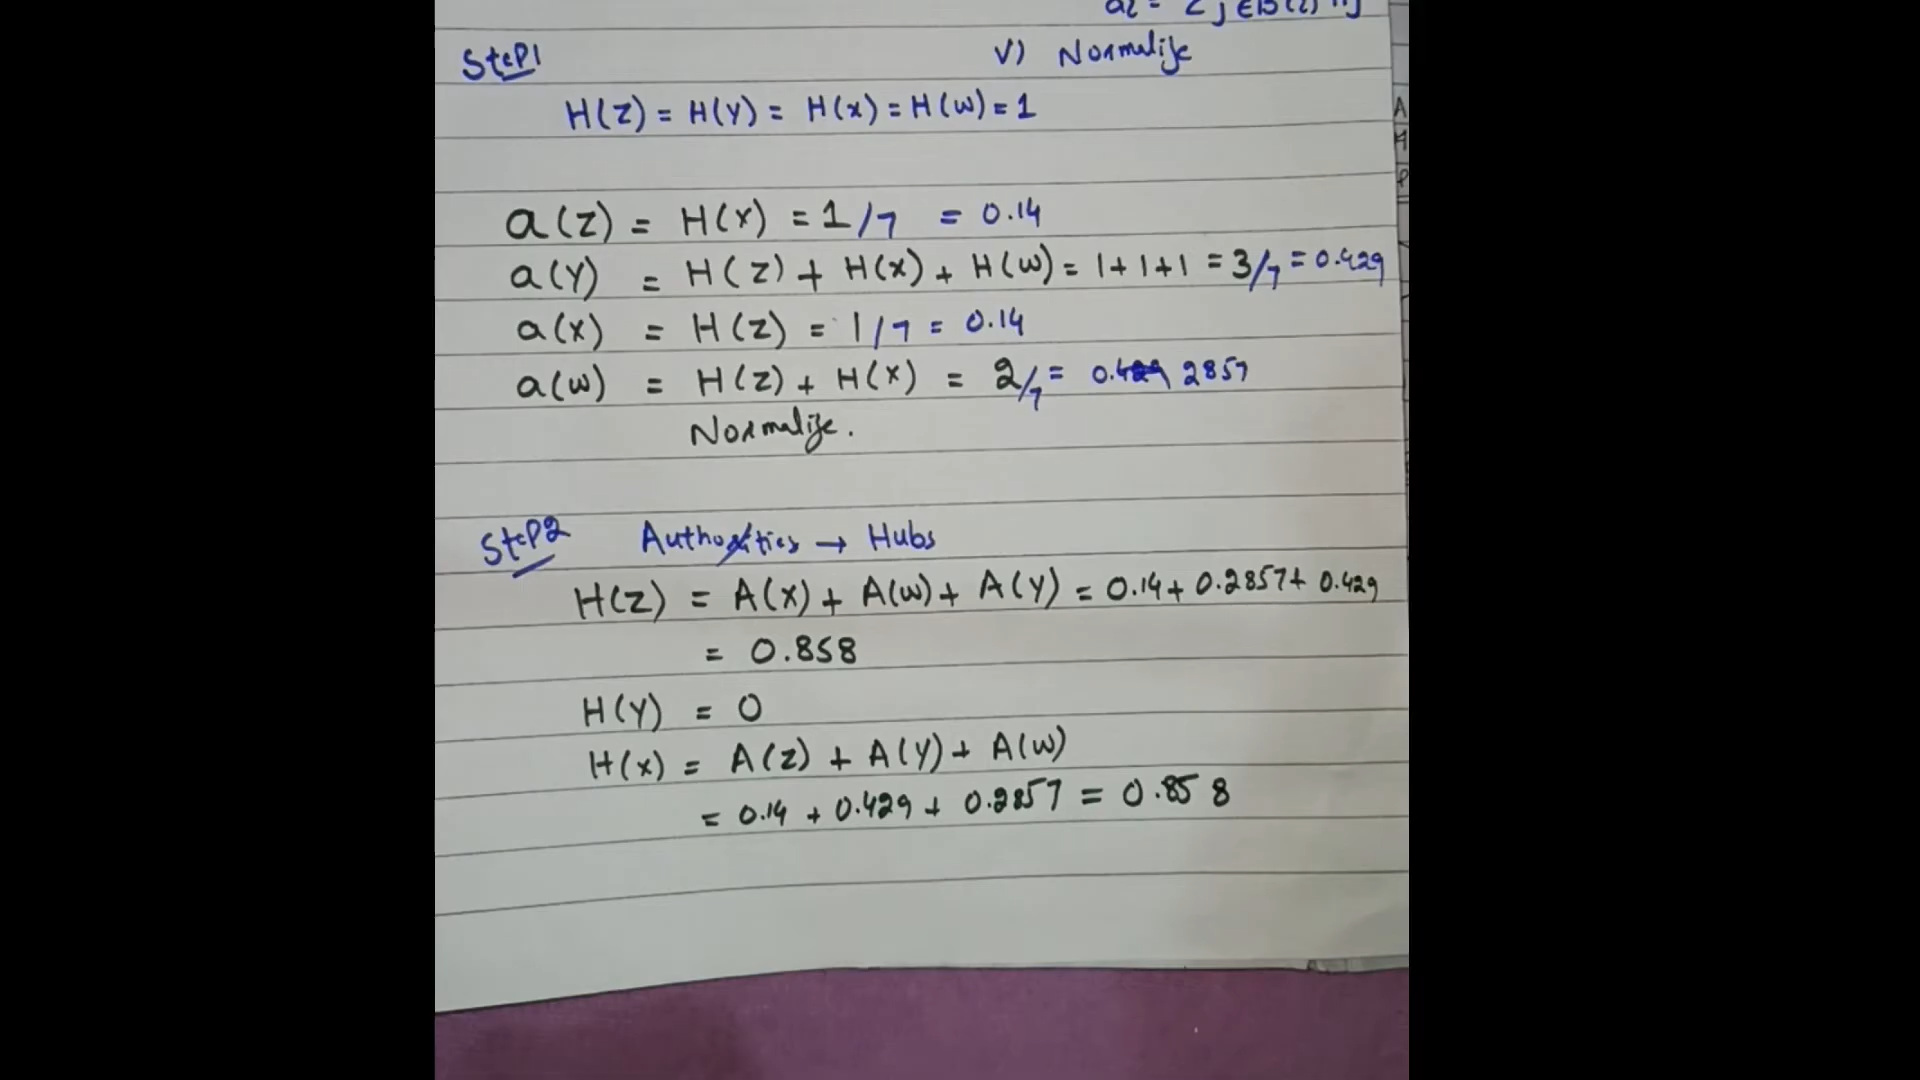 Step1
V) Normalize
H(Z) = H(Y) = H(x) = H(w) = 1
a(Z) = H(x) = 1/7 = 0.14
a(Y) = H(Z) + H(x) + H(w) = 1+1+1 = 3/7 = 0.429
a(x) = H(Z) = 1/7 = 0.14
a(w) = H(Z) + H(x) = 2/7 = 0.429 2857
Normalize.
Step2 Authorities → Hubs
H(Z) = A(x) + A(w) + A(Y) = 0.14 + 0.2857 + 0.429
= 0.858
H(Y) = 0
H(x) = A(Z) + A(Y) + A(w)
= 0.14 + 0.429 + 0.2857 = 0.858